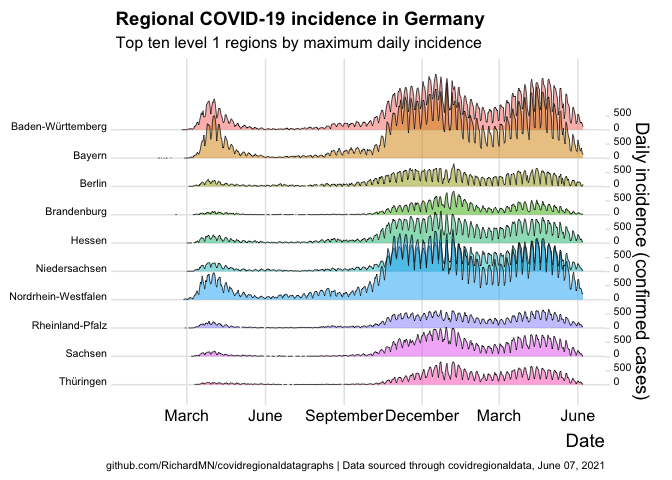 Regional COVID-19 incidence in Germany
Top ten level 1 regions by maximum daily incidence
Baden-Württemberg
Bayern
Berlin
Brandenburg
Hessen
Niedersachsen
Nordrhein-Westfalen
Rheinland-Pfalz
Sachsen
Thüringen
500
0
500
0
500
0
500
0
500
0
500
0
500
0
500
0
500
0
500
0
Daily incidence (confirmed cases)
March June September December March June
Date
github.com/RichardMN/covidregionaldatagraphs | Data sourced through covidregionaldata, June 07, 2021